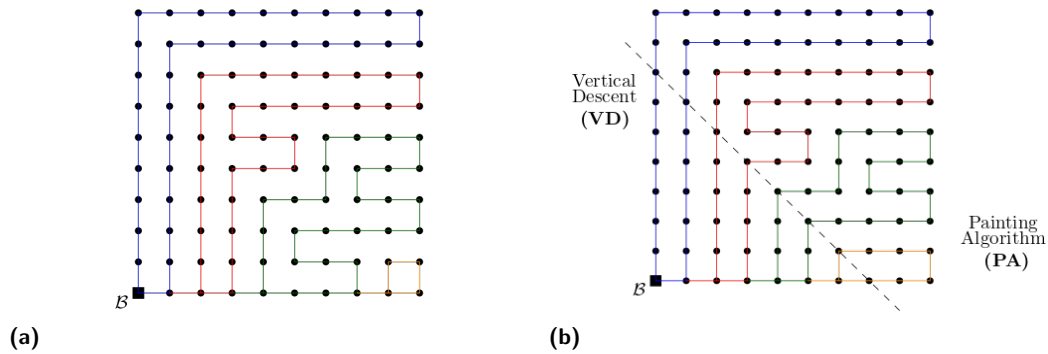 Vertical
Descent
(VD)
Painting
Algorithm
(PA)
ℬ
ℬ
(a)
(b)